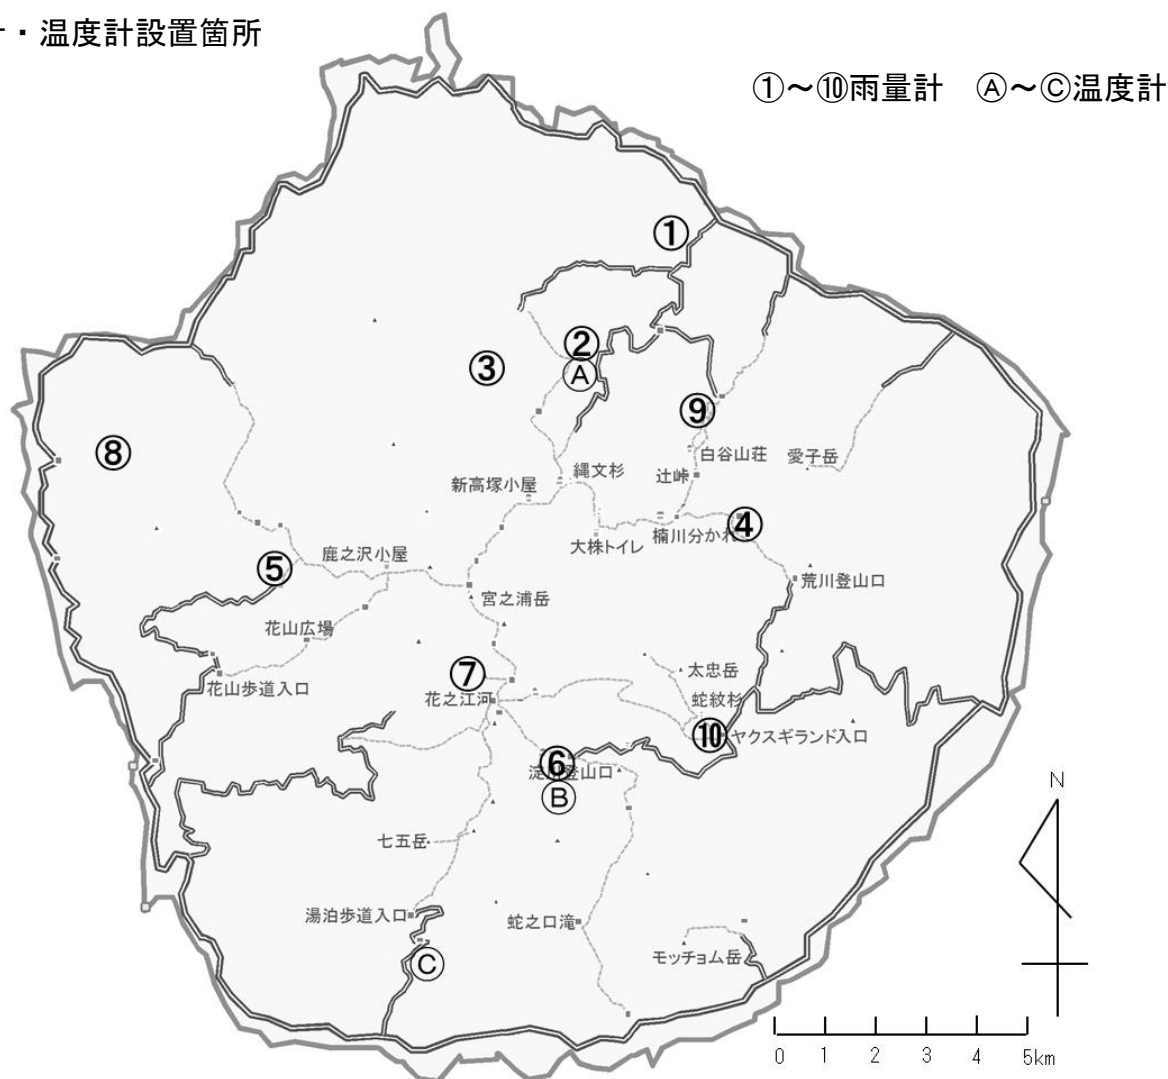 ・温度計設置箇所
①～⑩雨量計　Ⓐ～Ⓒ温度計
①
②
Ⓐ
③
⑨
⑧
白谷山荘
愛子岳
縄文杉
辻峠
新高塚小屋
④
大株トイレ
楠川分かれ
鹿之沢小屋
⑤
荒川登山口
宮之浦岳
花山広場
⑦
太忠岳
花山歩道入口
花之江河
蛇紋杉
⑩
ヤクスギランド入口
⑥
淀川登山口
Ⓑ
N
七五岳
湯泊歩道入口
蛇之口滝
モッチョム岳
Ⓒ
0 1 2 3 4 5km